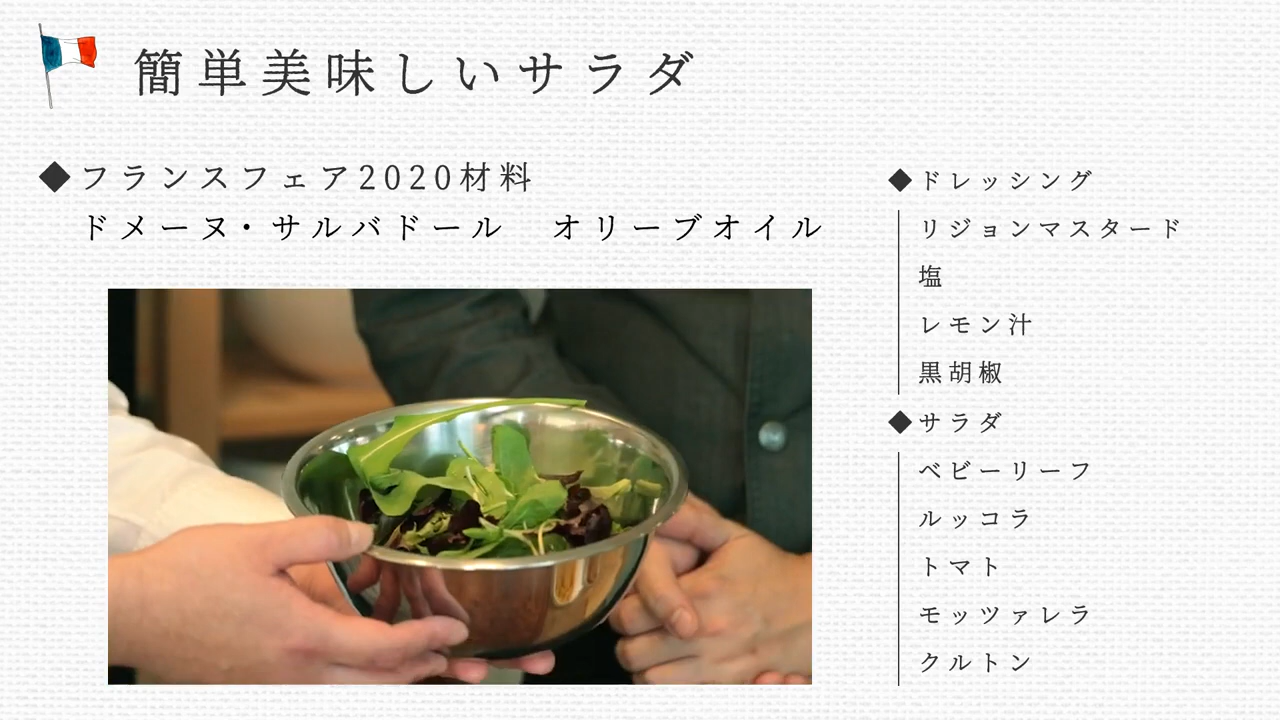 簡単美味しいサラダ
◆フランスフェア2020材料
ドメーヌ・サルバドール　オリーブオイル
◆ドレッシング
リジョンマスタード
塩
レモン汁
黒胡椒
◆サラダ
ベビーリーフ
ルッコラ
トマト
モッツァレラ
クルトン